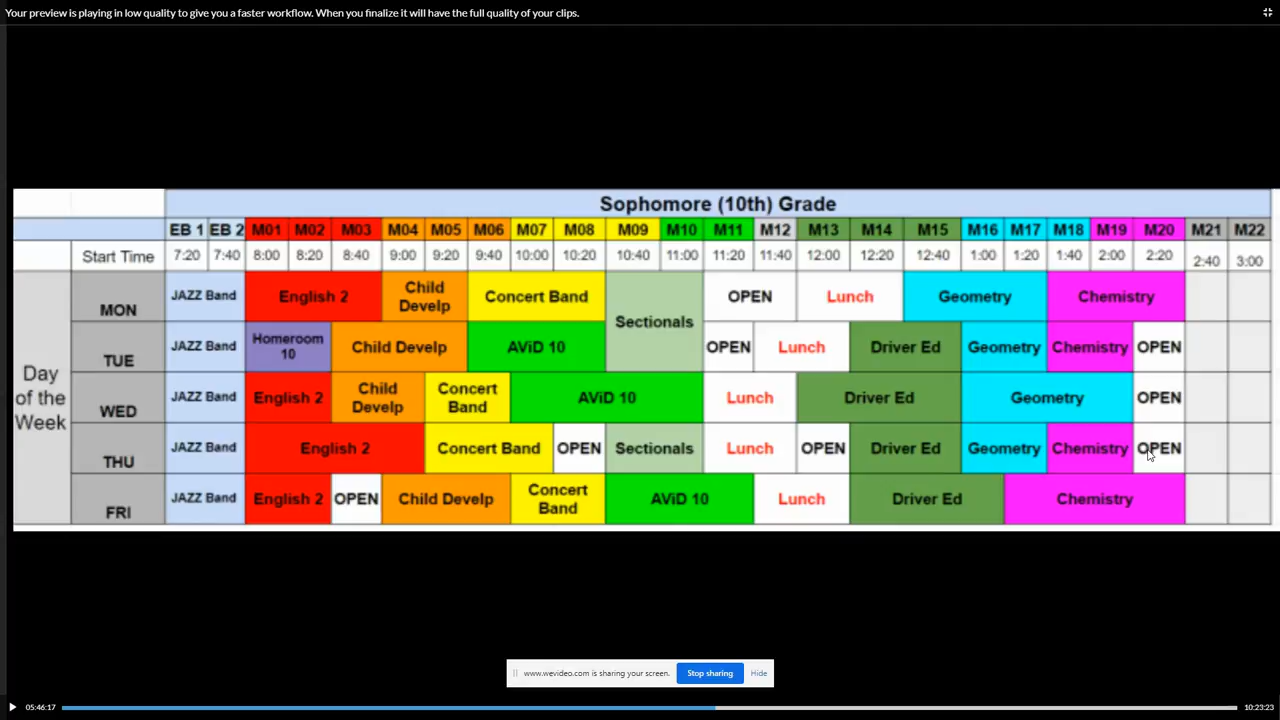 Your preview is playing in low quality to give you a faster workflow. When you finalize it will have the full quality of your clips.
Sophomore (10th) Grade
EB 1 EB 2 M01 M02 M03 M04 M05 M06 M07 M08 M09 M10 M11 M12 M13 M14 M15 M16 M17 M18 M19 M20 M21 M22
Start Time 7:20 7:40 8:00 8:20 8:40 9:00 9:20 9:40 10:00 10:20 10:40 11:00 11:20 11:40 12:00 12:20 12:40 1:00 1:20 1:40 2:00 2:20 2:40 3:00
Day
of the
Week
MON JAZZ Band English 2 Child Develp Concert Band Sectionals OPEN Lunch Geometry Chemistry
TUE JAZZ Band Homeroom 10 Child Develp AViD 10 OPEN Lunch Driver Ed Geometry Chemistry OPEN
WED JAZZ Band English 2 Child Develp Concert Band AViD 10 Lunch Driver Ed Geometry OPEN
THU JAZZ Band English 2 Concert Band OPEN Sectionals Lunch OPEN Driver Ed Geometry Chemistry OPEN
FRI JAZZ Band English 2 OPEN Child Develp Concert Band AViD 10 Lunch Driver Ed Chemistry
www.wevideo.com is sharing your screen. Stop sharing Hide
05:46:17 10:23:23